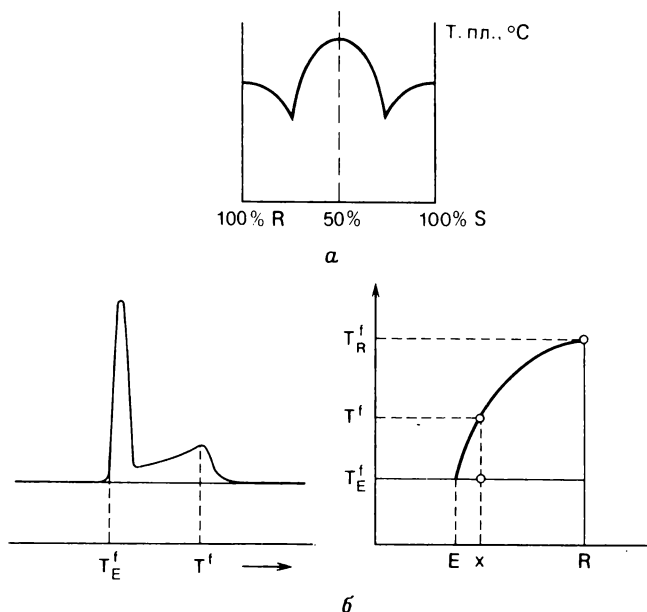 Т. пл., °C
100% R 50% 100% S
а
T_R^f
T^f
T_E^f
T_E^f T^f
E x R
б